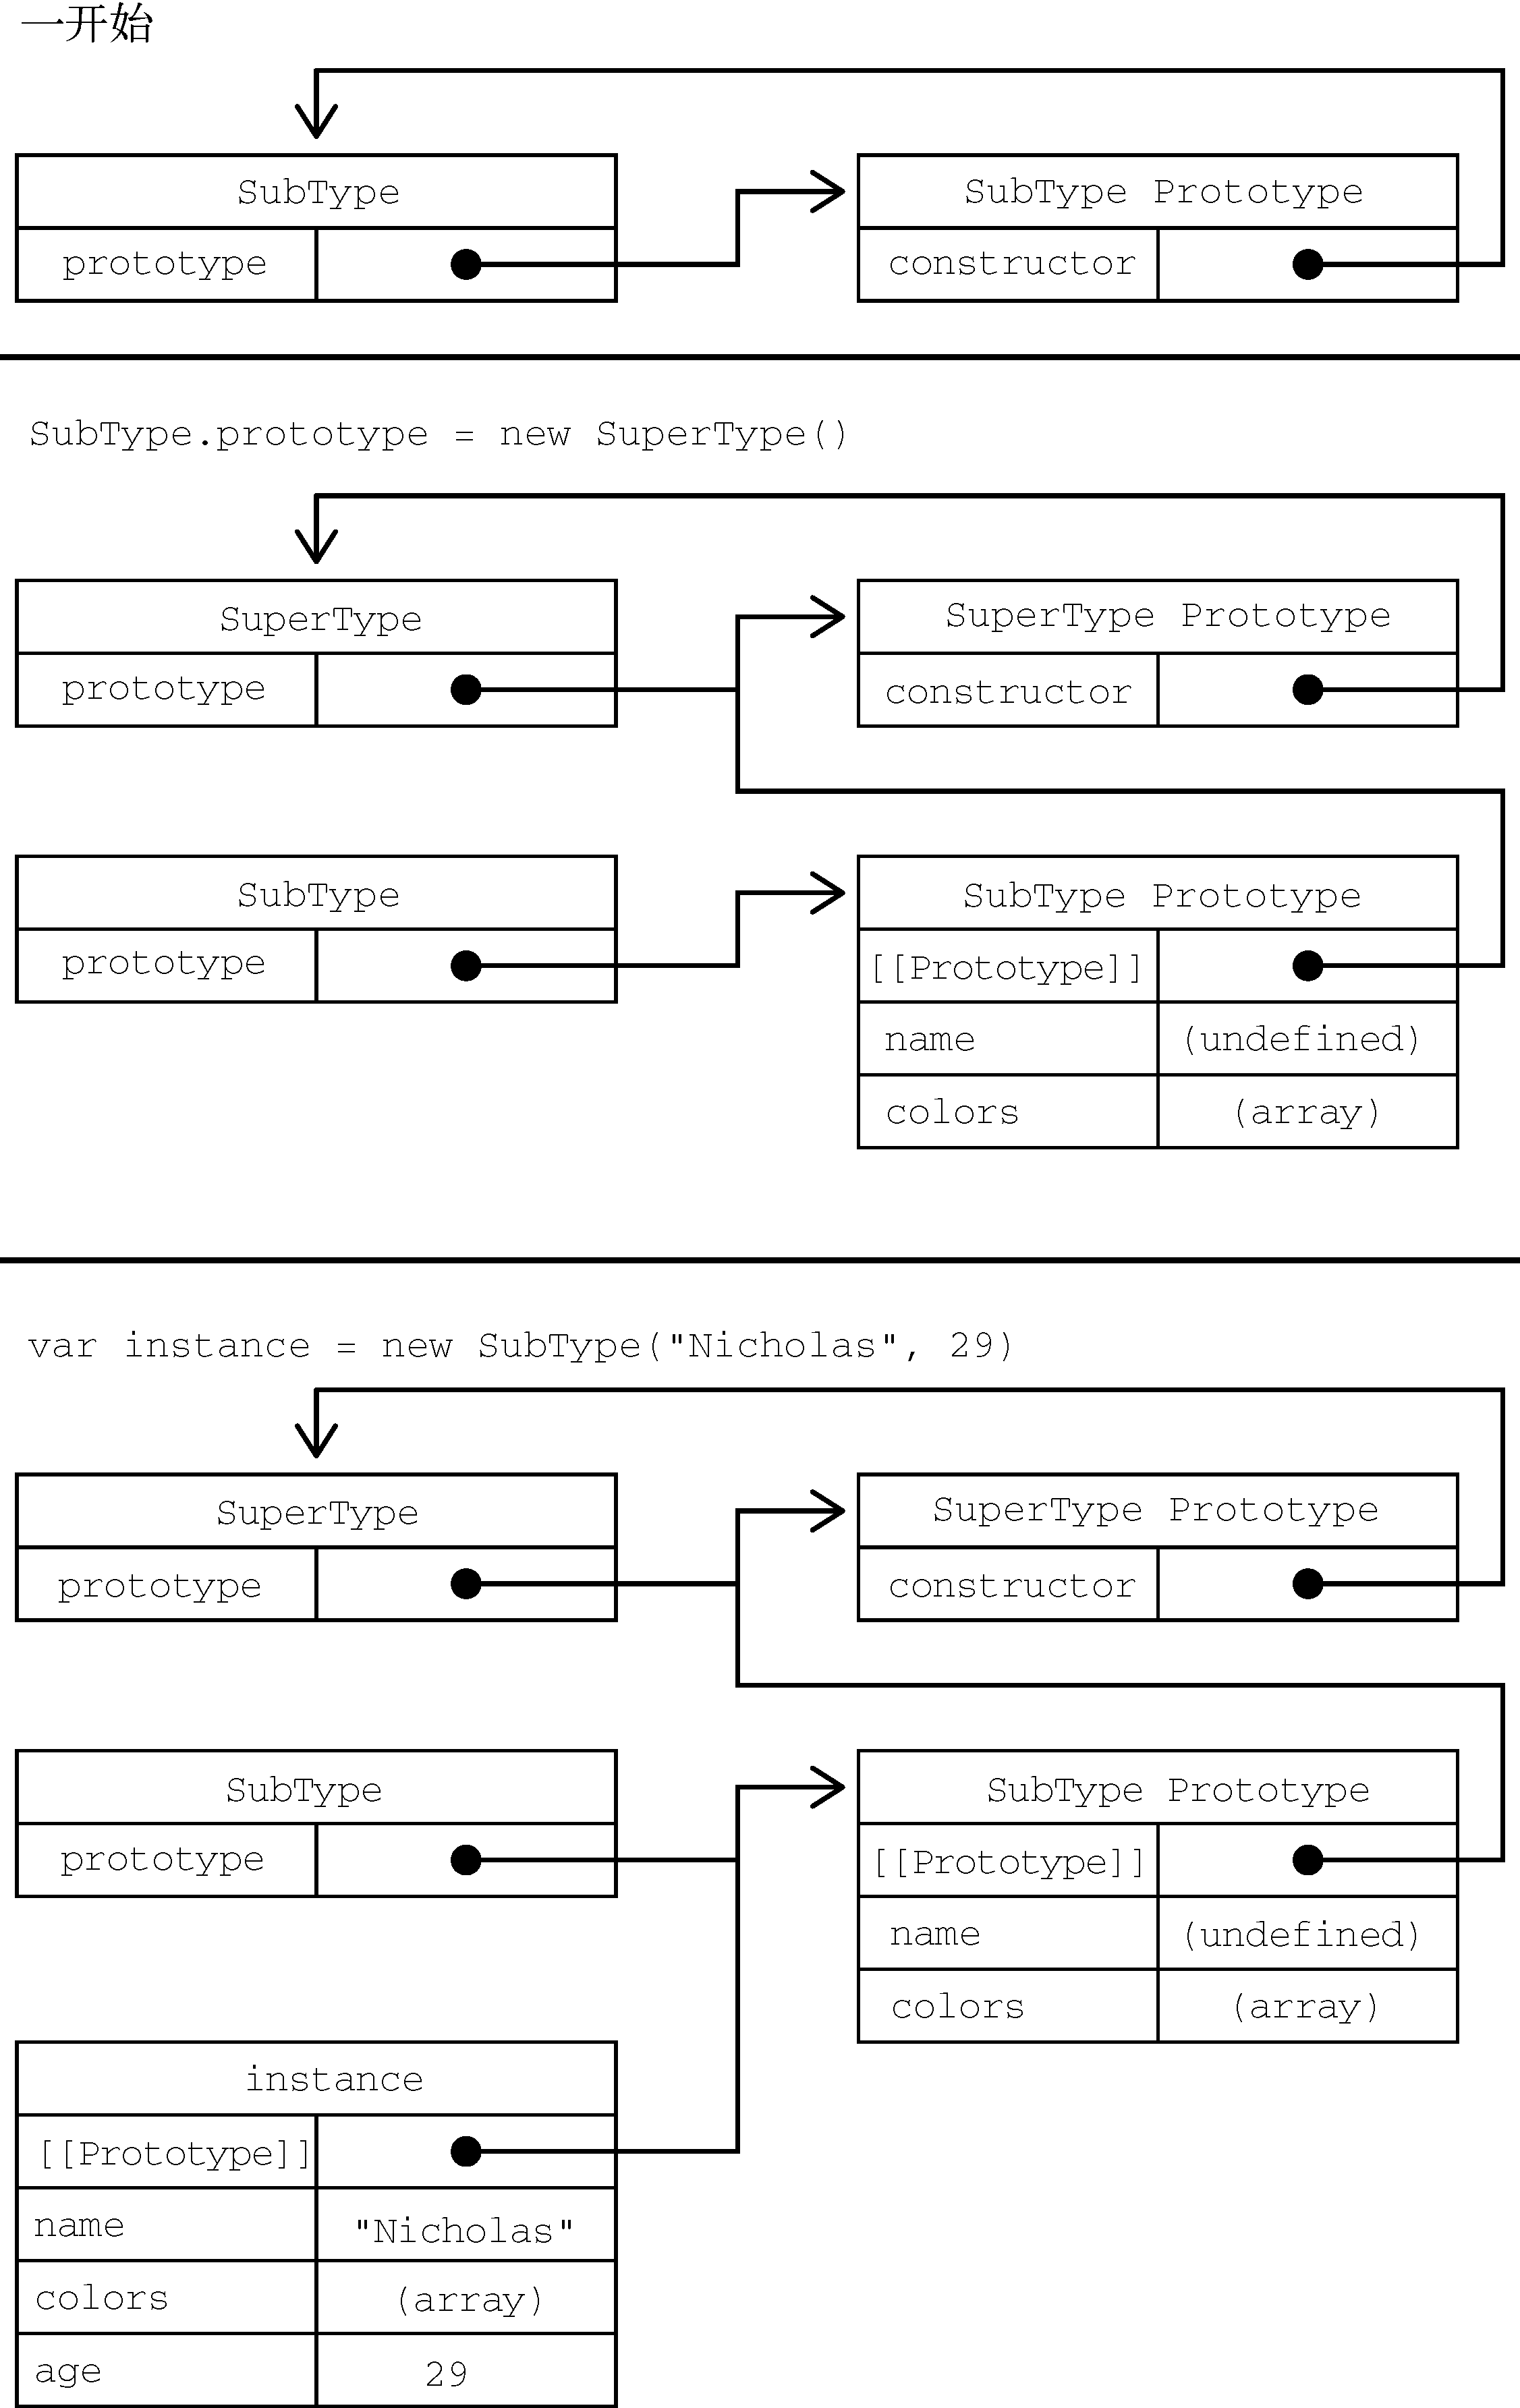 一开始
SubType
SubType Prototype
prototype
constructor
SubType.prototype = new SuperType()
SuperType
SuperType Prototype
prototype
constructor
SubType
SubType Prototype
prototype
[[Prototype]]
name
(undefined)
colors
(array)
var instance = new SubType("Nicholas", 29)
SuperType
SuperType Prototype
prototype
constructor
SubType
SubType Prototype
prototype
[[Prototype]]
name
(undefined)
colors
(array)
instance
[[Prototype]]
name
"Nicholas"
colors
(array)
age
29